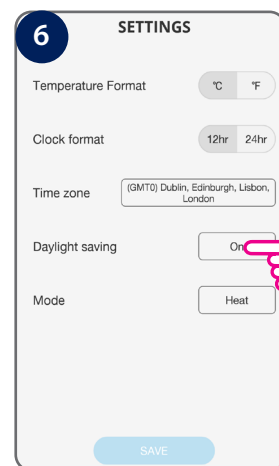 6
SETTINGS
Temperature Format
°C °F
Clock format
12hr 24hr
Time zone
(GMT0) Dublin, Edinburgh, Lisbon,
London
Daylight saving
On
Mode
Heat
SAVE